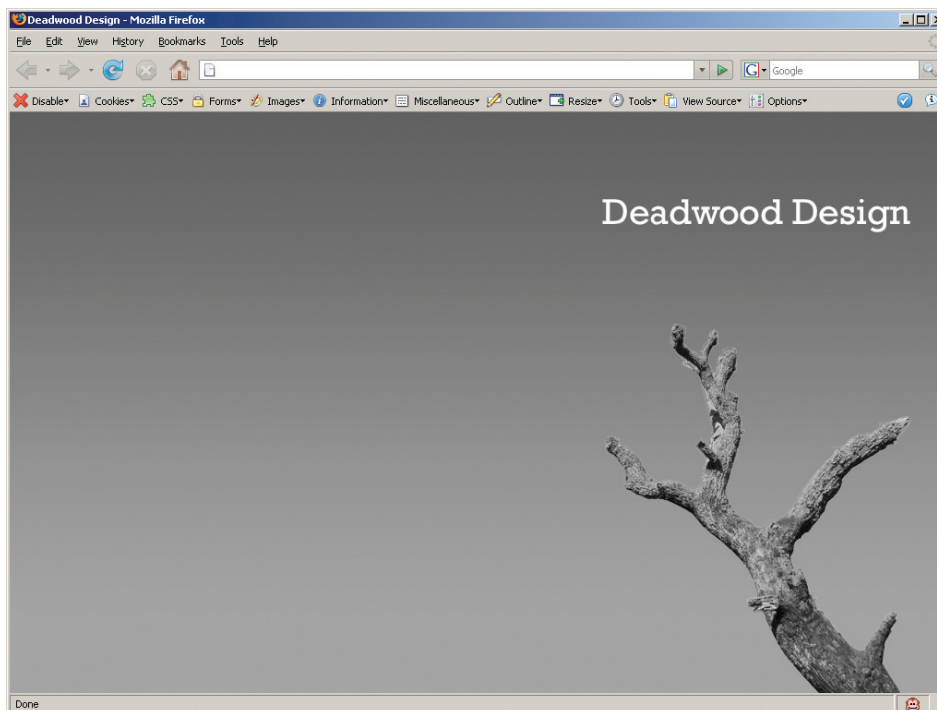 Deadwood Design - Mozilla Firefox
File Edit View History Bookmarks Tools Help
G Google
Disable Cookies CSS Forms Images Information Miscellaneous Outline Resize Tools View Source Options
Deadwood Design
Done